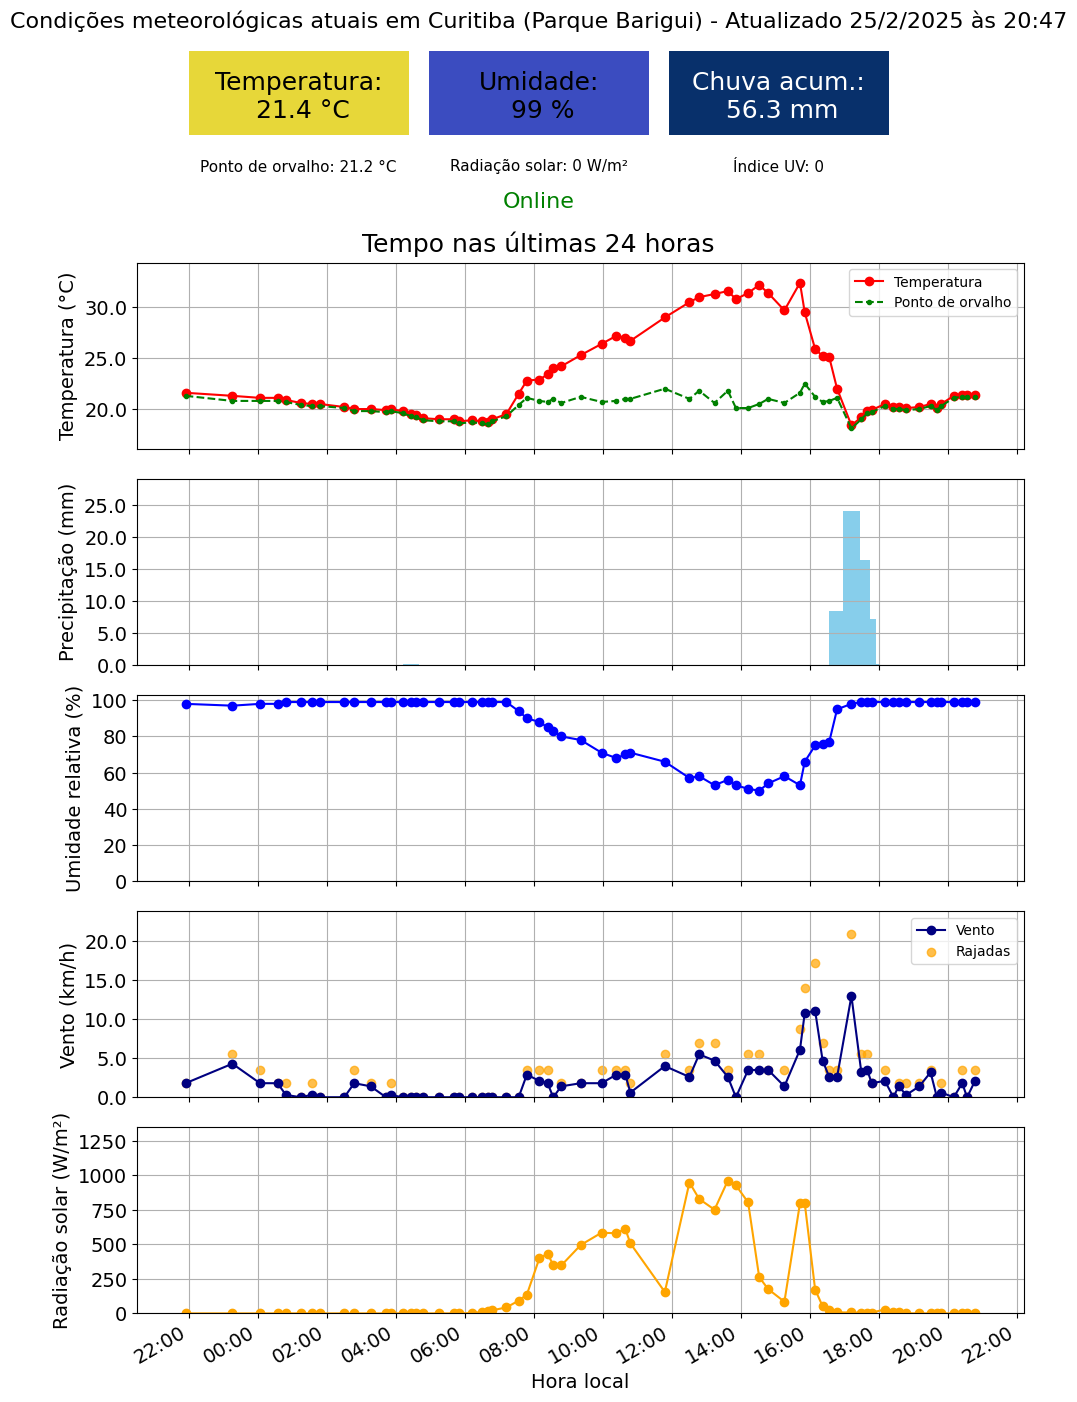 Condições meteorológicas atuais em Curitiba (Parque Barigui) - Atualizado 25/2/2025 às 20:47
Temperatura:
21.4 °C
Umidade:
99 %
Chuva acum.:
56.3 mm
Ponto de orvalho: 21.2 °C
Radiação solar: 0 W/m²
Índice UV: 0
Online
Tempo nas últimas 24 horas
Temperatura (°C)
30.0
25.0
20.0
Temperatura
Ponto de orvalho
Precipitação (mm)
25.0
20.0
15.0
10.0
5.0
0.0
Umidade relativa (%)
100
80
60
40
20
0
Vento (km/h)
20.0
15.0
10.0
5.0
0.0
Vento
Rajadas
Radiação solar (W/m²)
1250
1000
750
500
250
0
22:00
00:00
02:00
04:00
06:00
08:00
10:00
12:00
14:00
16:00
18:00
20:00
22:00
Hora local